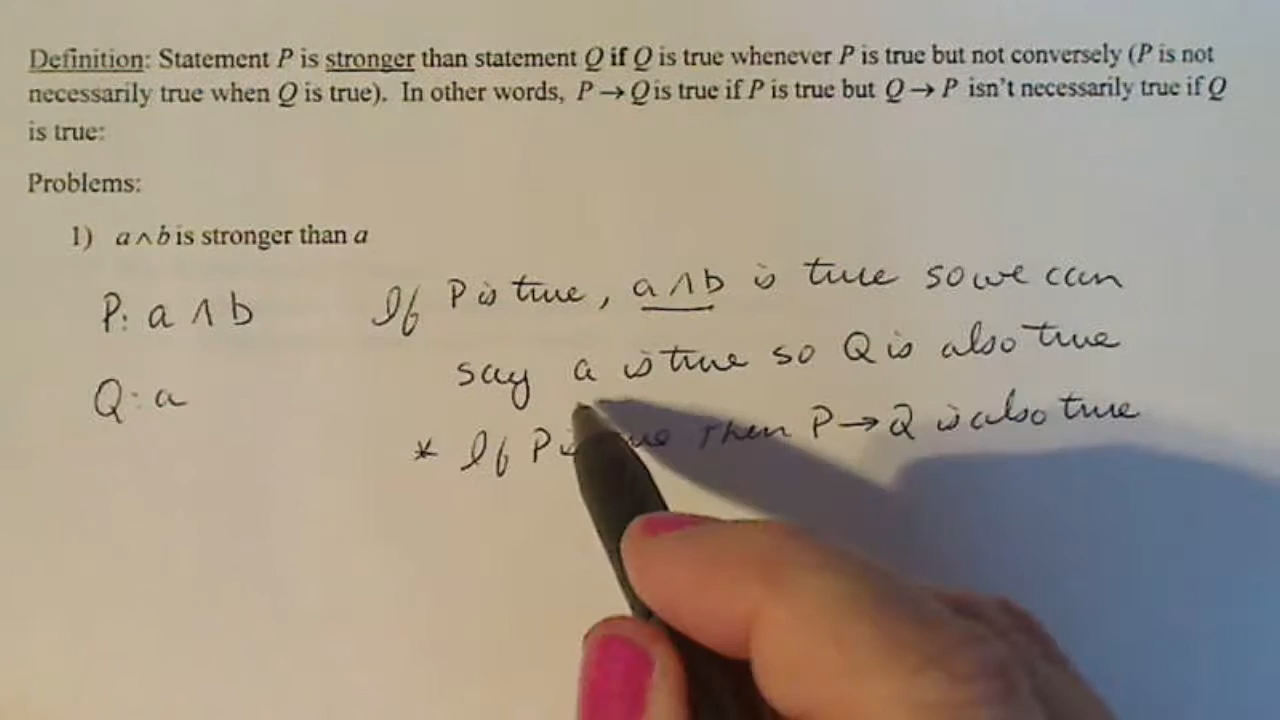 Definition: Statement P is stronger than statement Q if Q is true whenever P is true but not conversely (P is not
necessarily true when Q is true). In other words, P → Q is true if P is true but Q → P isn't necessarily true if Q
is true:
Problems:
1) a ∧ b is stronger than a
P: a ∧ b If P is true, a ∧ b is true so we can
say a is true so Q is also true
Q: a
* If P then P → Q is also true